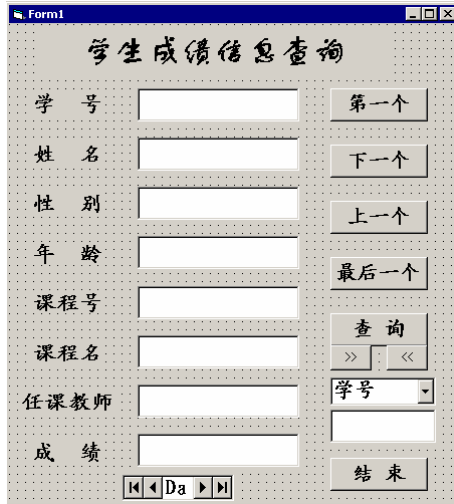 Form1
学生成绩信息查询
学 号
第一个
姓 名
下一个
性 别
上一个
年 龄
最后一个
课程号
查 询
课程名
>> <<
学号
任课教师
成 绩
结 束
Da